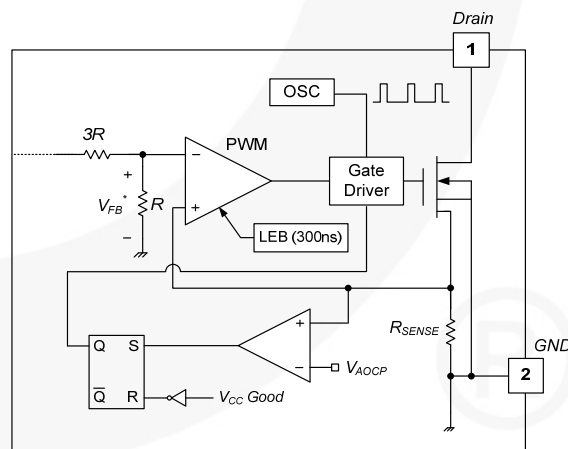 Drain
1
OSC
3R
PWM
−
+
V_FB*
R
−
+
Gate
Driver
LEB (300ns)
R_SENSE
GND
2
+
−
V_AOCP
Q
S
Q̅
R
V_CC Good
R